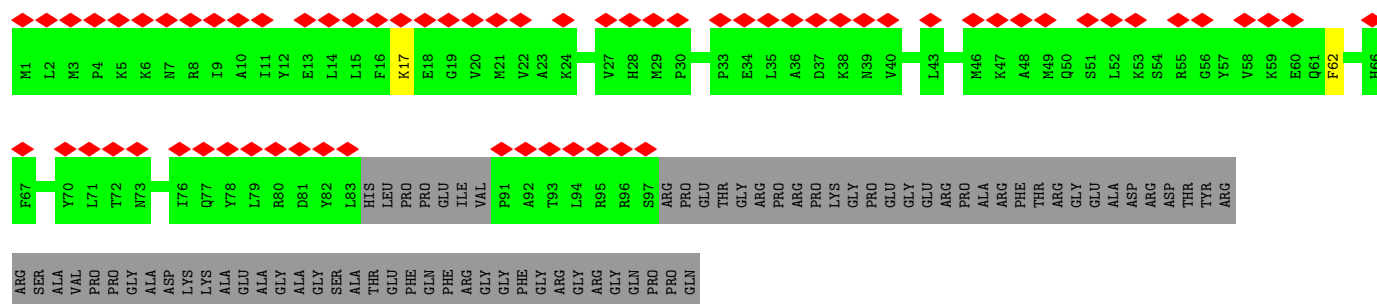 M1 L2 M3 P4 K5 K6 N7 R8 I9 A10 I11 Y12 E13 L14 L15 F16 K17 E18 G19 V20 M21 V22 A23 K24 V27 H28 M29 P30 P33 E34 L35 A36 D37 K38 N39 V40 L43 M46 K47 A48 M49 Q50 S51 L52 K53 S54 R55 G56 Y57 V58 K59 E60 Q61 F62 H66
F67 Y70 L71 T72 N73 I76 Q77 Y78 L79 R80 D81 Y82 L83 HIS LEU PRO PRO GLU ILE VAL P91 A92 T93 L94 R95 R96 S97 ARG PRO GLU THR GLY ARG PRO ARG PRO LYS GLY PRO GLU GLY GLU ARG PRO ALA ARG PHE THR ARG GLY GLU ALA ASP ARG ASP THR TYR ARG
ARG SER ALA VAL PRO PRO GLY ALA ASP LYS LYS ALA GLU ALA GLY ALA GLY SER ALA THR GLU PHE GLN PHE ARG GLY GLY PHE GLY ARG GLY ARG GLY GLN PRO PRO GLN